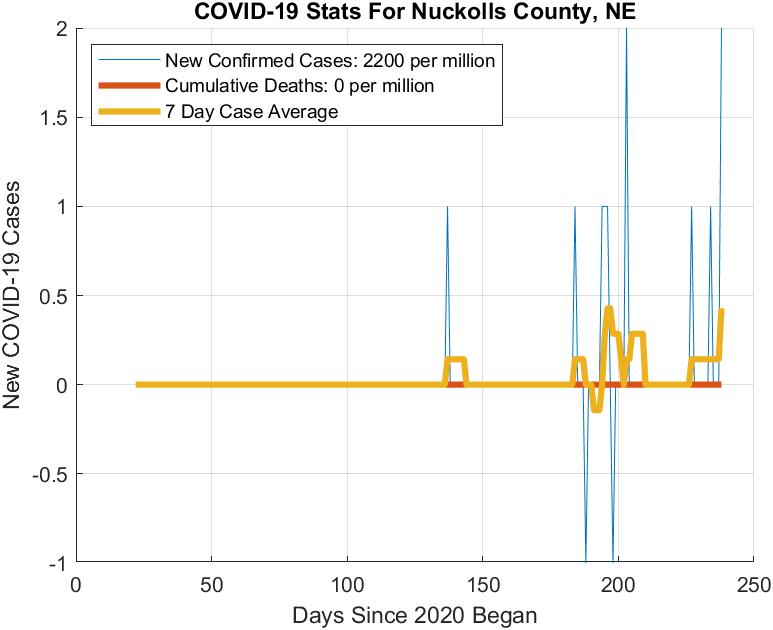 COVID-19 Stats For Nuckolls County, NE
New Confirmed Cases: 2200 per million
Cumulative Deaths: 0 per million
7 Day Case Average
New COVID-19 Cases
2
1.5
1
0.5
0
-0.5
-1
0 50 100 150 200 250
Days Since 2020 Began